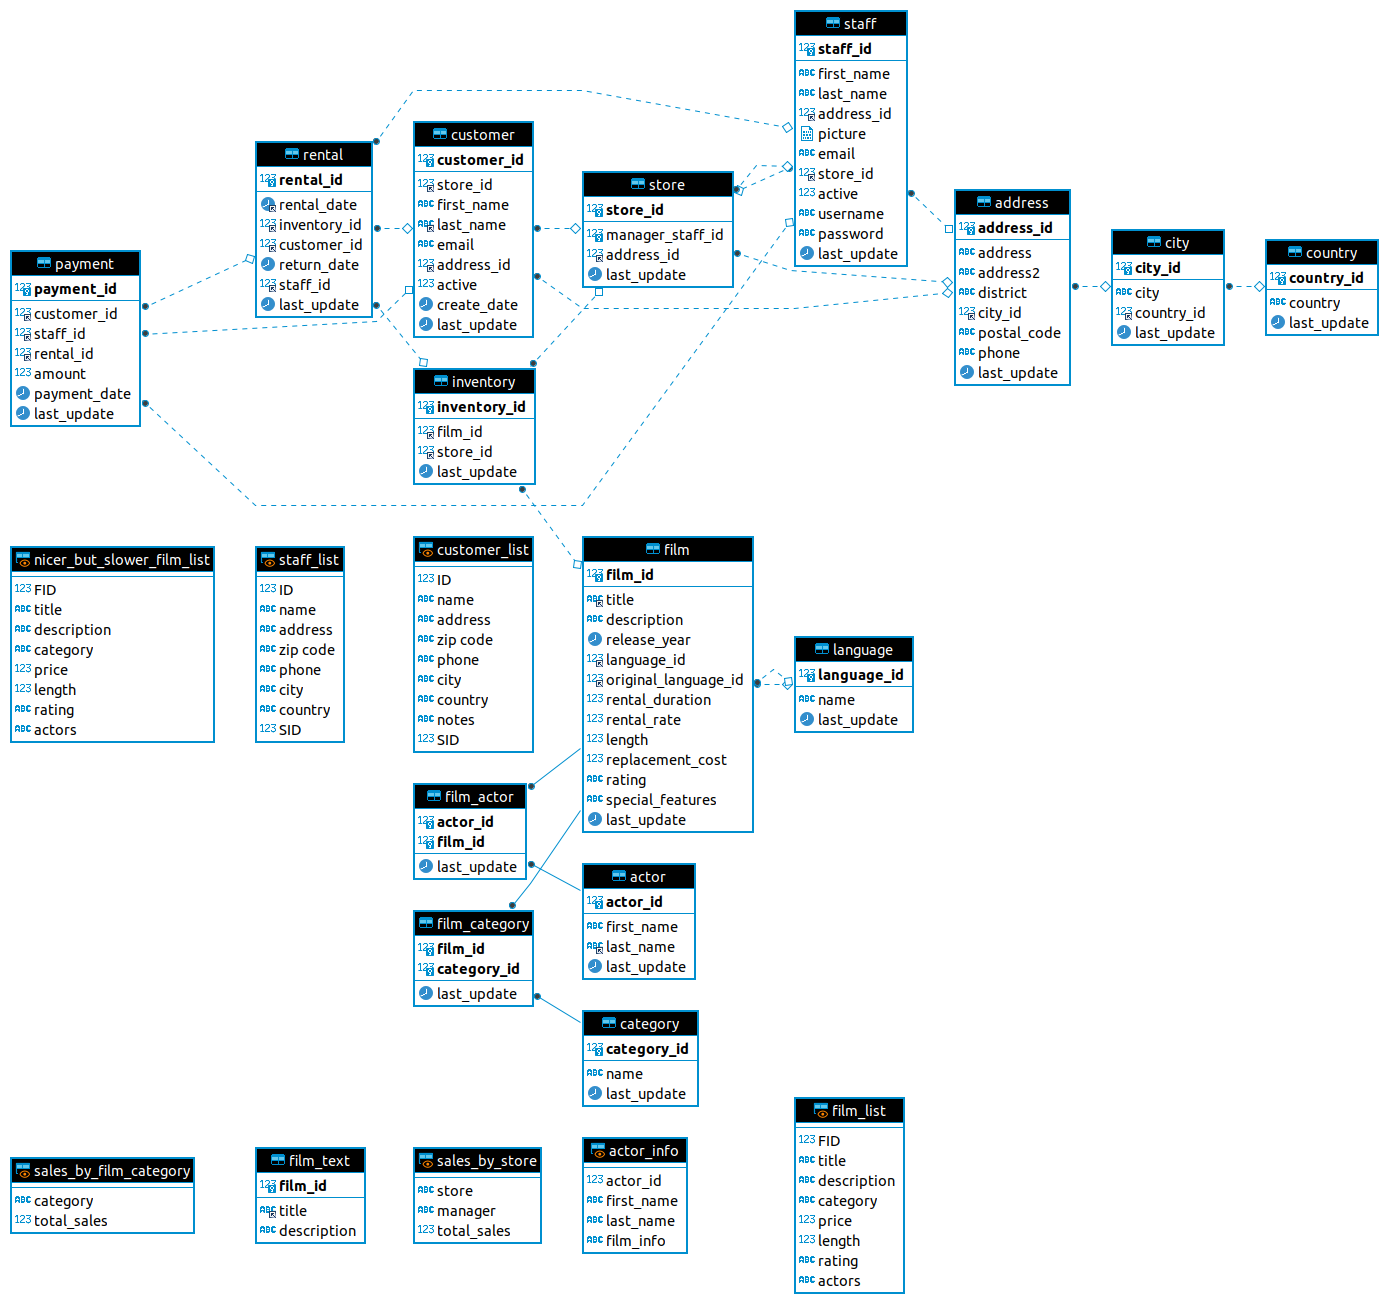 staff
staff_id
first_name
last_name
address_id
picture
email
store_id
active
username
password
last_update
customer
customer_id
store_id
first_name
last_name
email
address_id
active
create_date
last_update
rental
rental_id
rental_date
inventory_id
customer_id
return_date
staff_id
last_update
store
store_id
manager_staff_id
address_id
last_update
address
address_id
address
address2
district
city_id
postal_code
phone
last_update
city
city_id
city
country_id
last_update
country
country_id
country
last_update
payment
payment_id
customer_id
staff_id
rental_id
amount
payment_date
last_update
inventory
inventory_id
film_id
store_id
last_update
nicer_but_slower_film_list
FID
title
description
category
price
length
rating
actors
staff_list
ID
name
address
zip code
phone
city
country
SID
customer_list
ID
name
address
zip code
phone
city
country
notes
SID
film
film_id
title
description
release_year
language_id
original_language_id
rental_duration
rental_rate
length
replacement_cost
rating
special_features
last_update
language
language_id
name
last_update
film_actor
actor_id
film_id
last_update
actor
actor_id
first_name
last_name
last_update
film_category
film_id
category_id
last_update
category
category_id
name
last_update
sales_by_film_category
category
total_sales
film_text
film_id
title
description
sales_by_store
store
manager
total_sales
actor_info
actor_id
first_name
last_name
film_info
film_list
FID
title
description
category
price
length
rating
actors